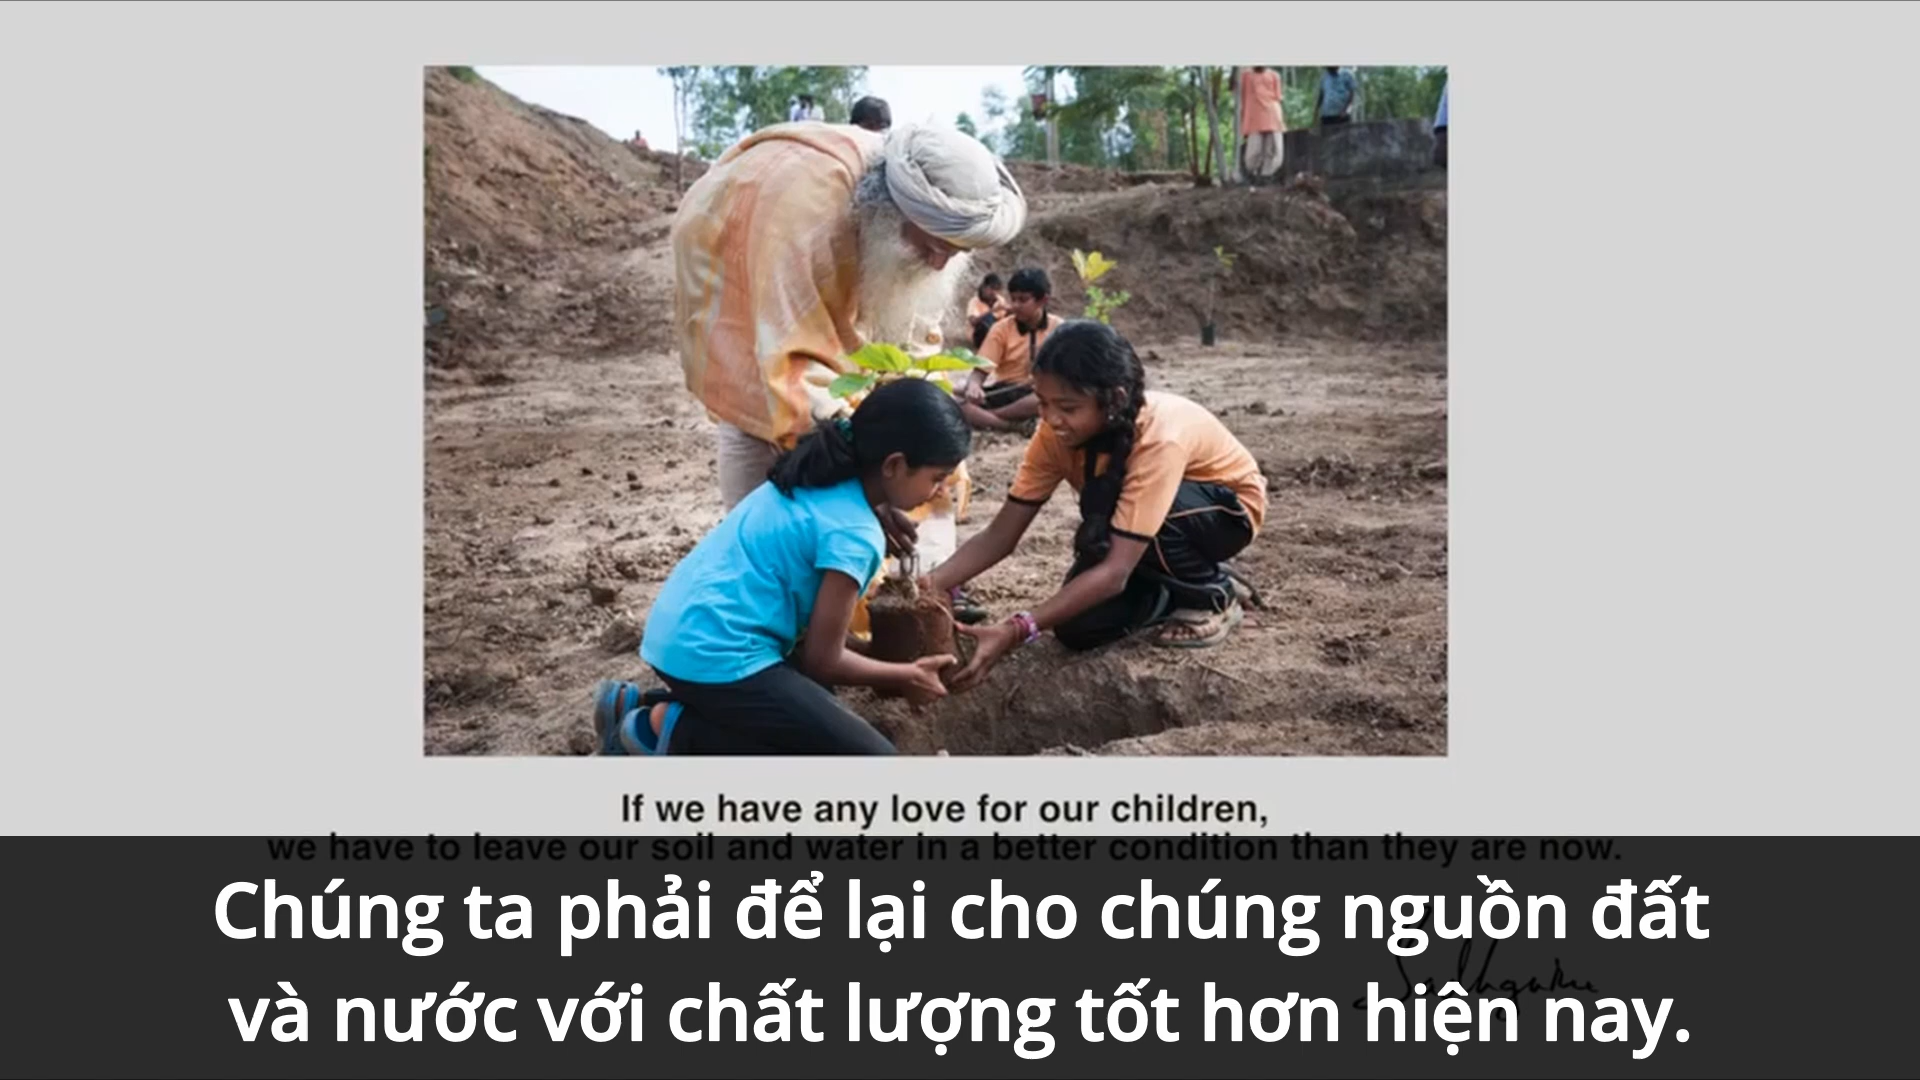 If we have any love for our children,
we have to leave our soil and water in a better condition than they are now.
Chúng ta phải để lại cho chúng nguồn đất
và nước với chất lượng tốt hơn hiện nay.
Sadhguru